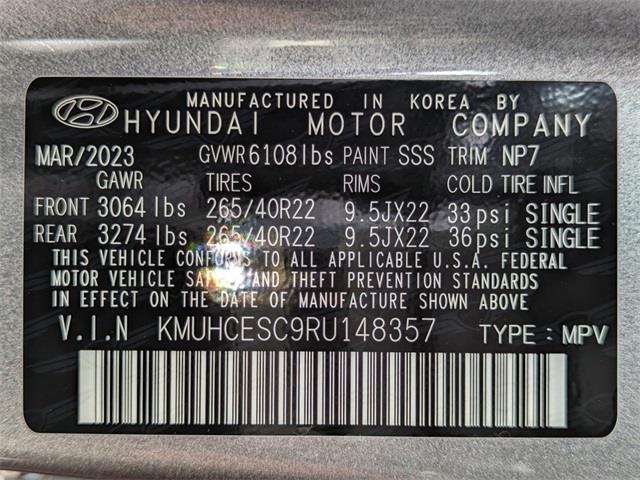 MANUFACTURED IN KOREA BY
HYUNDAI MOTOR COMPANY
MAR/2023 GVWR 6108lbs PAINT SSS TRIM NP7
GAWR TIRES RIMS COLD TIRE INFL
FRONT 3064 lbs 265/40R22 9.5JX22 33 psi SINGLE
REAR 3274 lbs 265/40R22 9.5JX22 36 psi SINGLE
THIS VEHICLE CONFORMS TO ALL APPLICABLE U.S.A. FEDERAL
MOTOR VEHICLE SAFETY AND THEFT PREVENTION STANDARDS
IN EFFECT ON THE DATE OF MANUFACTURE SHOWN ABOVE
V.I.N KMUHCESC9RU148357 TYPE : MPV